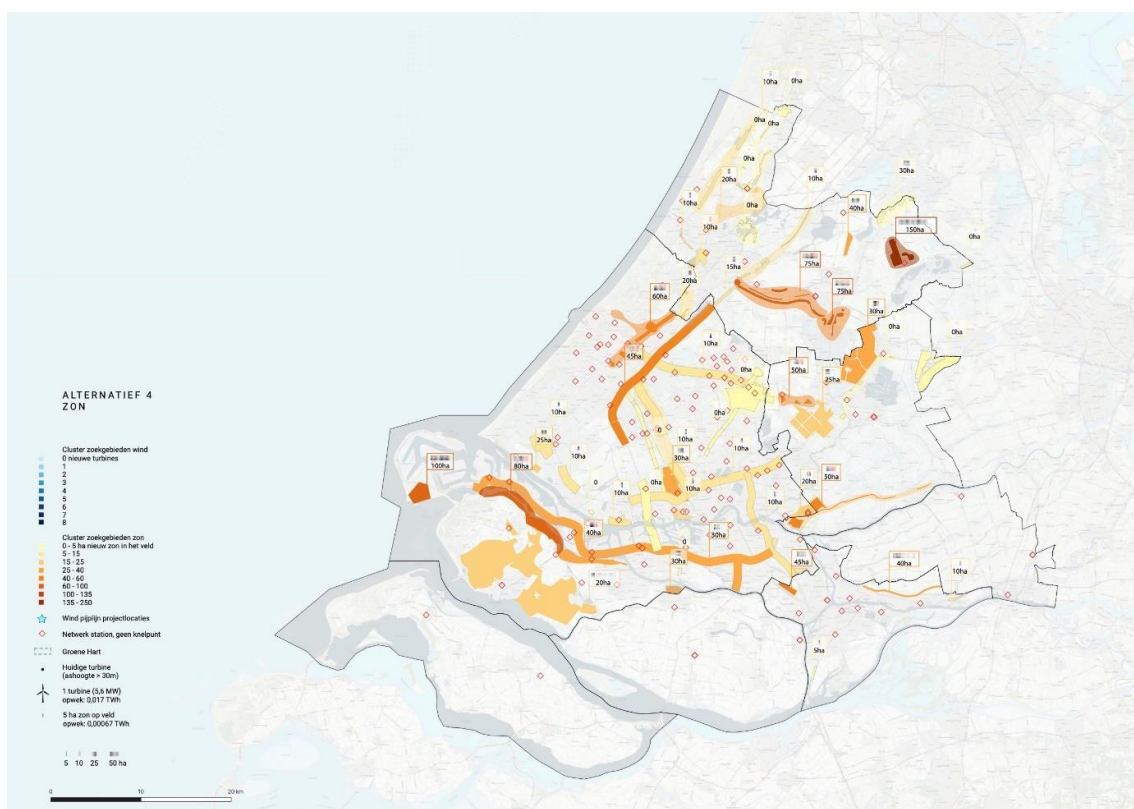 ALTERNATIEF 4
ZON
Cluster zoekgebieden wind
0 nieuwe turbines
1
2
3
4
5
6
7
8
Cluster zoekgebieden zon
0 - 5 ha nieuw zon in het veld
5 - 15
15 - 25
25 - 40
40 - 60
60 - 100
100 - 135
135 - 250
Wind pijplijn projectlocaties
Netwerk station, geen knelpunt
Groene Hart
Huidige turbine
(ashoogte > 30m)
1 turbine (5,6 MW)
opwek: 0,017 TWh
5 ha zon op veld
opwek: 0,00067 TWh
5 10 25 50 ha
0 10 20 km
10ha 0ha
0ha
0ha
0ha
30ha
20ha
10ha
10ha
0ha
40ha
10ha
150ha
0ha
15ha
75ha
20ha
75ha
60ha
30ha
0ha
0ha
10ha
45ha
0ha
50ha
25ha
10ha
0ha
25ha
0
10ha
10ha
10ha
100ha
80ha
30ha
0
0ha
10ha
10ha
20ha
50ha
10ha
40ha
30ha
0
30ha
45ha
40ha
20ha
10ha
5ha